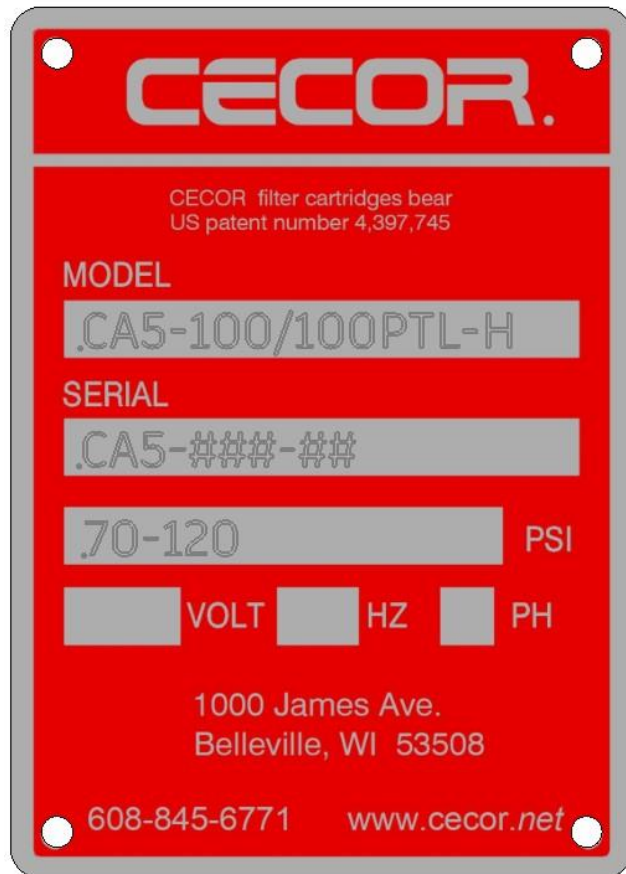 CECOR.
CECOR filter cartridges bear
US patent number 4,397,745
MODEL
.CA5-100/100PTL-H
SERIAL
.CA5-###-##
.70-120 PSI
VOLT HZ PH
1000 James Ave.
Belleville, WI 53508
608-845-6771 www.cecor.net